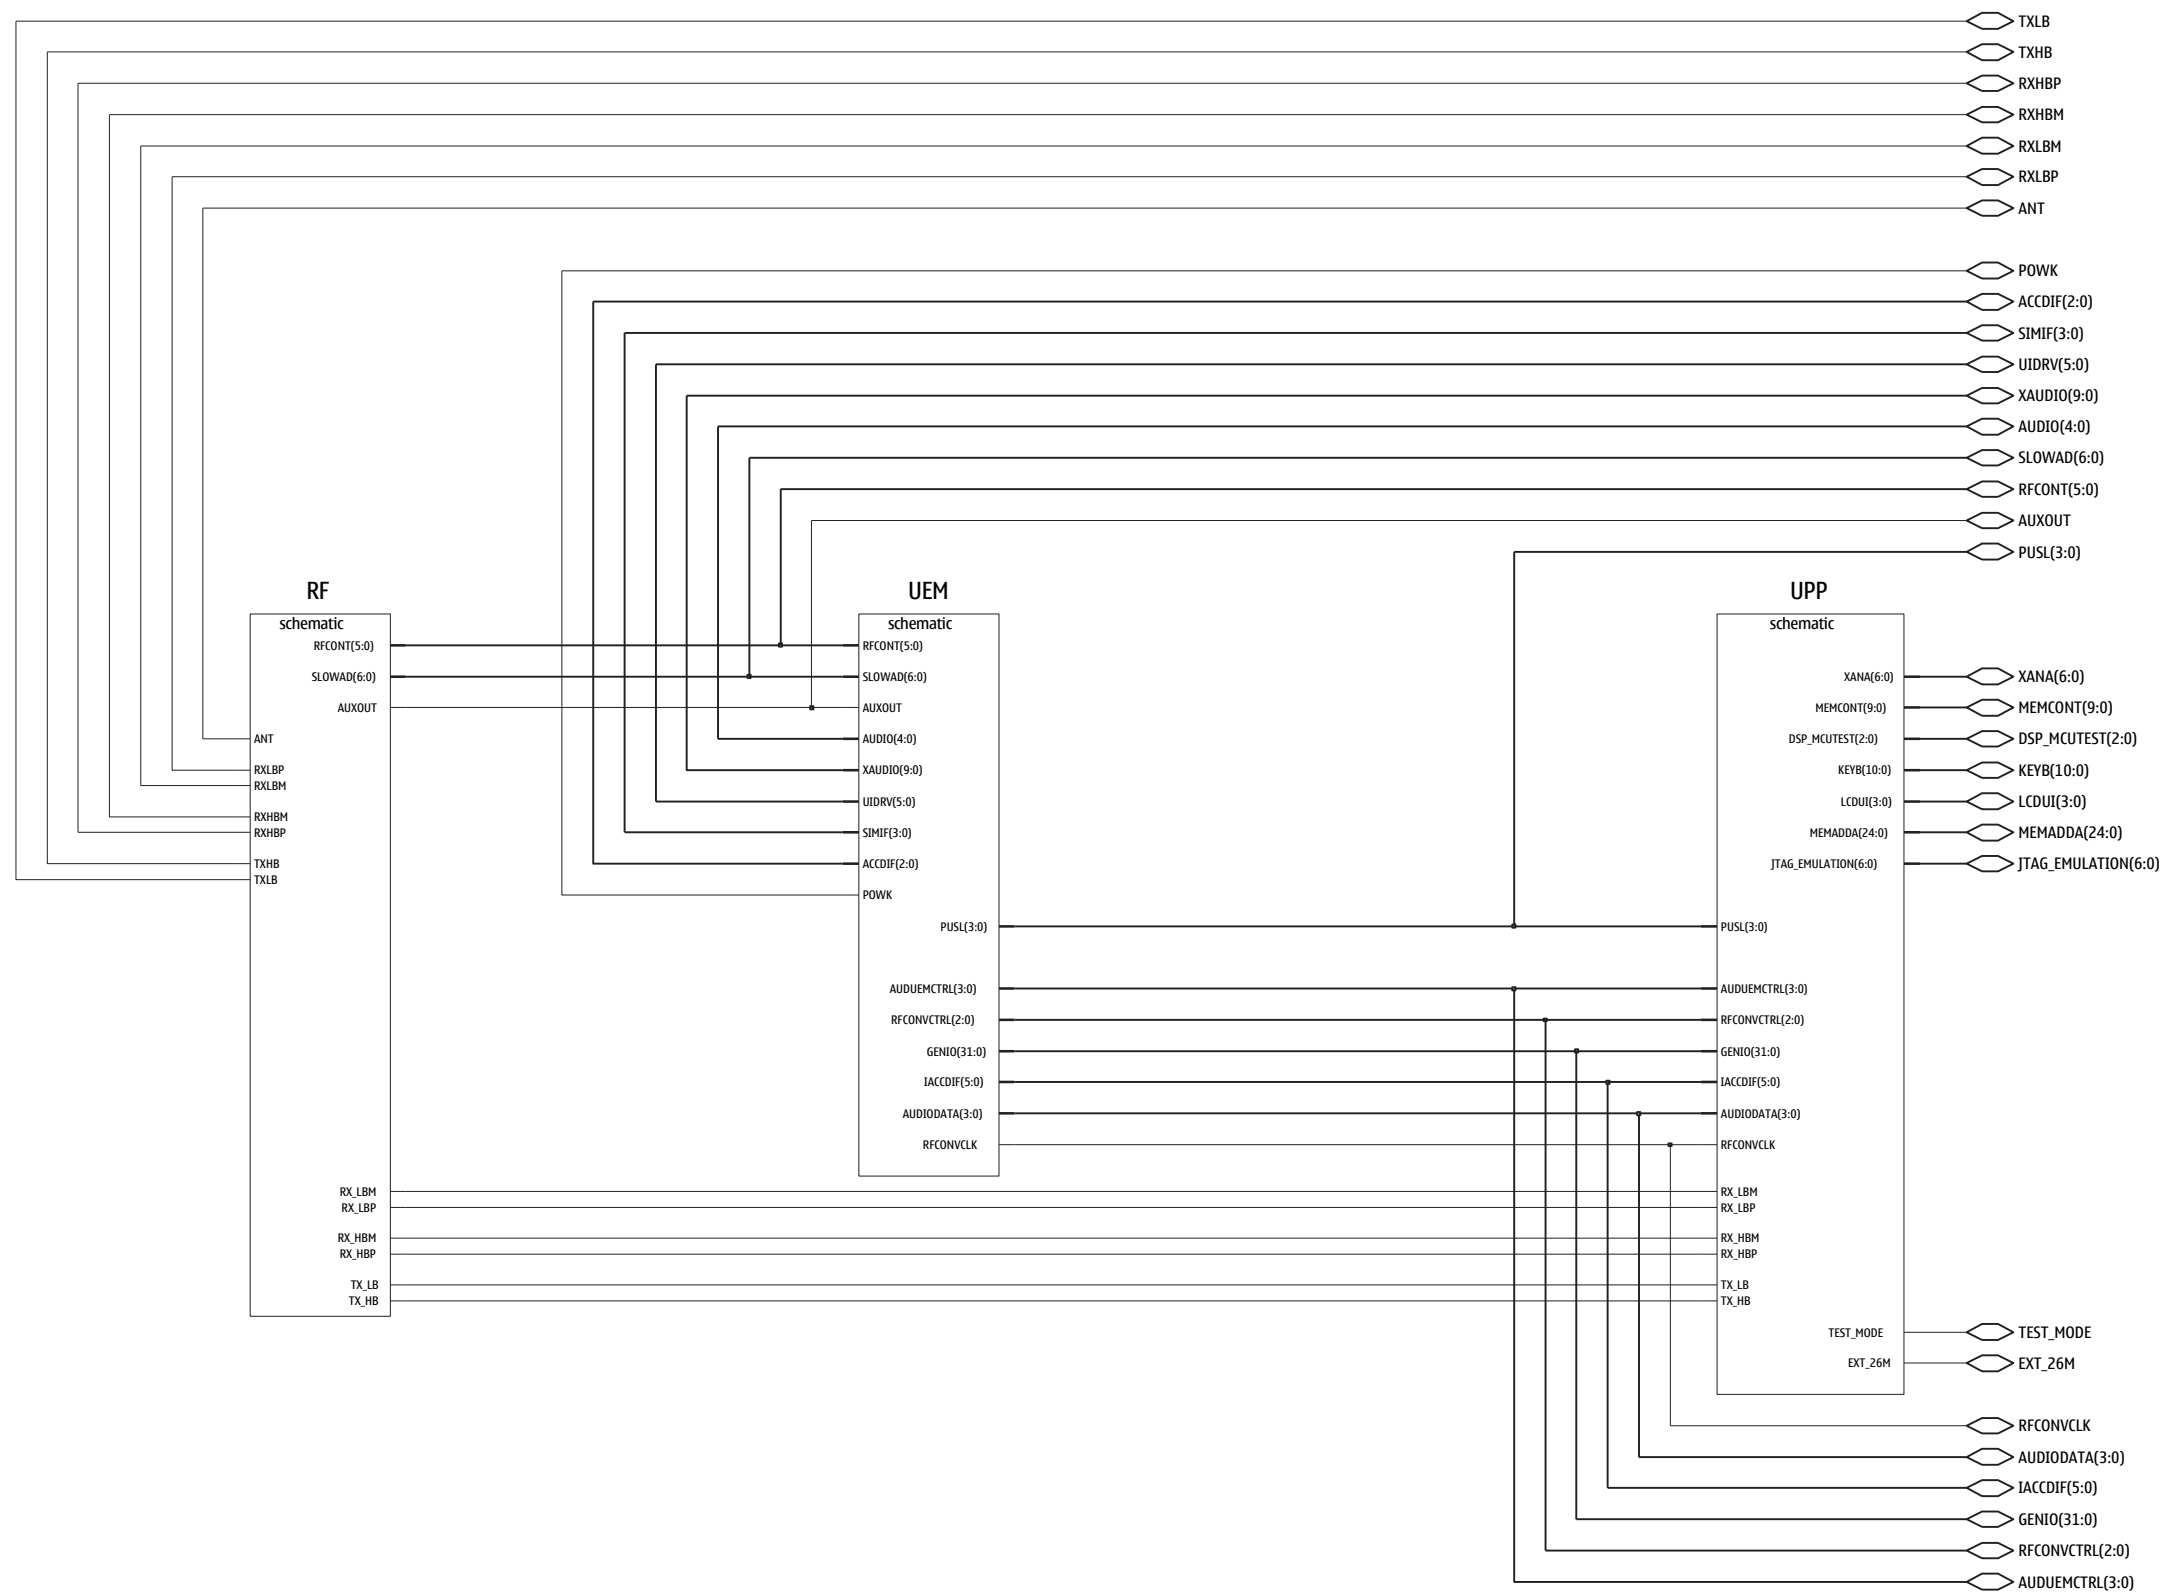 TXLB
TXHB
RXHBP
RXHBM
RXLBM
RXLBP
ANT
POWK
ACCDIF(2:0)
SIMIF(3:0)
UIDRV(5:0)
XAUDIO(9:0)
AUDIO(4:0)
SLOWAD(6:0)
RFCONT(5:0)
AUXOUT
PUSL(3:0)
RF
schematic
RFCONT(5:0)
SLOWAD(6:0)
AUXOUT
ANT
RXLBP
RXLBM
RXHBM
RXHBP
TXHB
TXLB
RX_LBM
RX_LBP
RX_HBM
RX_HBP
TX_LB
TX_HB
UEM
schematic
RFCONT(5:0)
SLOWAD(6:0)
AUXOUT
AUDIO(4:0)
XAUDIO(9:0)
UIDRV(5:0)
SIMIF(3:0)
ACCDIF(2:0)
POWK
PUSL(3:0)
AUDUEMCTRL(3:0)
RFCONVCTRL(2:0)
GENIO(31:0)
IACCDIF(5:0)
AUDIODATA(3:0)
RFCONVCLK
UPP
schematic
XANA(6:0)
MEMCONT(9:0)
DSP_MCUTEST(2:0)
KEYB(10:0)
LCDUI(3:0)
MEMADDA(24:0)
JTAG_EMULATION(6:0)
PUSL(3:0)
AUDUEMCTRL(3:0)
RFCONVCTRL(2:0)
GENIO(31:0)
IACCDIF(5:0)
AUDIODATA(3:0)
RFCONVCLK
RX_LBM
RX_LBP
RX_HBM
RX_HBP
TX_LB
TX_HB
TEST_MODE
EXT_26M
XANA(6:0)
MEMCONT(9:0)
DSP_MCUTEST(2:0)
KEYB(10:0)
LCDUI(3:0)
MEMADDA(24:0)
JTAG_EMULATION(6:0)
TEST_MODE
EXT_26M
RFCONVCLK
AUDIODATA(3:0)
IACCDIF(5:0)
GENIO(31:0)
RFCONVCTRL(2:0)
AUDUEMCTRL(3:0)